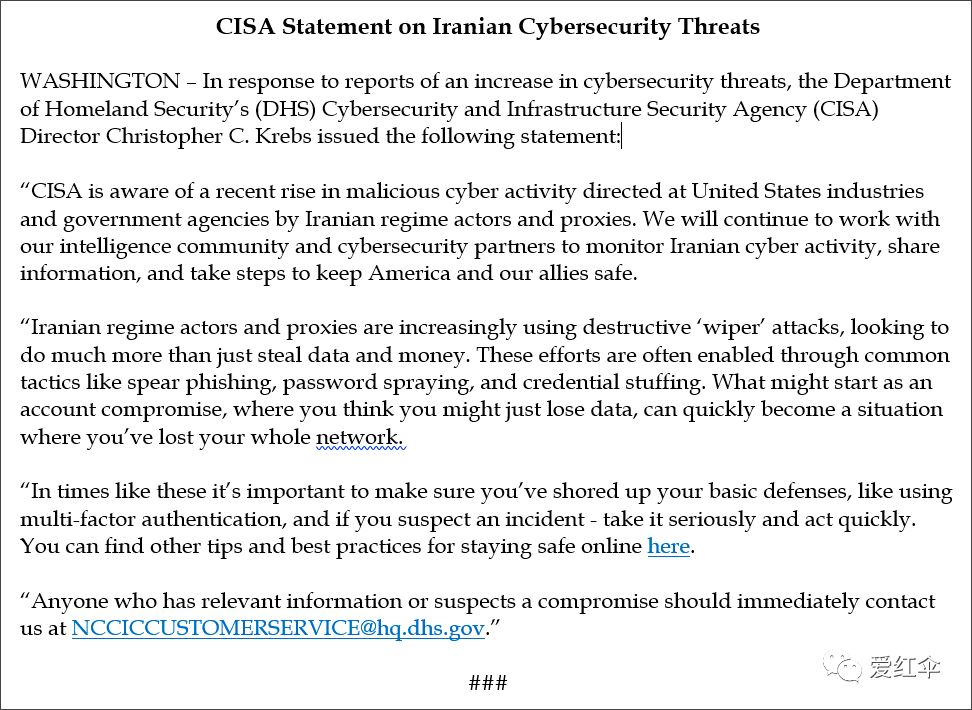 CISA Statement on Iranian Cybersecurity Threats
WASHINGTON – In response to reports of an increase in cybersecurity threats, the Department
of Homeland Security’s (DHS) Cybersecurity and Infrastructure Security Agency (CISA)
Director Christopher C. Krebs issued the following statement:
“CISA is aware of a recent rise in malicious cyber activity directed at United States industries
and government agencies by Iranian regime actors and proxies. We will continue to work with
our intelligence community and cybersecurity partners to monitor Iranian cyber activity, share
information, and take steps to keep America and our allies safe.
“Iranian regime actors and proxies are increasingly using destructive ‘wiper’ attacks, looking to
do much more than just steal data and money. These efforts are often enabled through common
tactics like spear phishing, password spraying, and credential stuffing. What might start as an
account compromise, where you think you might just lose data, can quickly become a situation
where you’ve lost your whole network.
“In times like these it’s important to make sure you’ve shored up your basic defenses, like using
multi-factor authentication, and if you suspect an incident - take it seriously and act quickly.
You can find other tips and best practices for staying safe online here.
“Anyone who has relevant information or suspects a compromise should immediately contact
us at NCCICCUSTOMERSERVICE@hq.dhs.gov.”
###
爱红伞